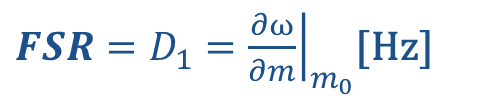 FSR = D₁ = ∂ω/∂m|ₘ₀ [Hz]